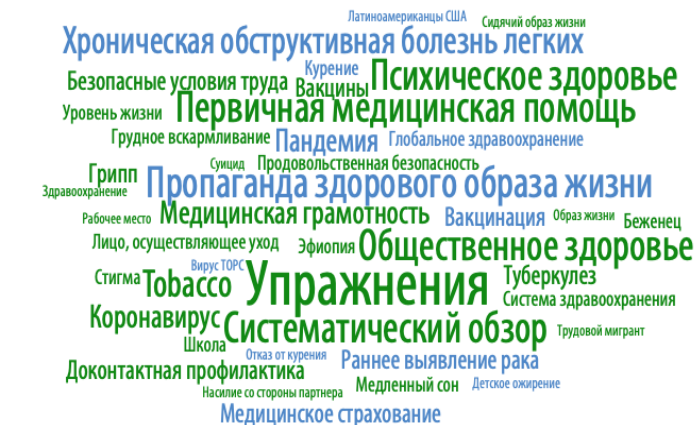 Латиноамериканцы США
Сидячий образ жизни
Хроническая обструктивная болезнь легких
Курение
Безопасные условия труда
Вакцины
Психическое здоровье
Уровень жизни
Первичная медицинская помощь
Грудное вскармливание
Пандемия
Глобальное здравоохранение
Суицид
Продовольственная безопасность
Грипп
Здравоохранение
Пропаганда здорового образа жизни
Рабочее место
Медицинская грамотность
Вакцинация
Образ жизни
Беженец
Лицо, осуществляющее уход
Эфиопия
Общественное здоровье
Вирус ТОРС
Стигма
Tobacco
Упражнения
Туберкулез
Система здравоохранения
Коронавирус
Систематический обзор
Трудовой мигрант
Школа
Отказ от курения
Раннее выявление рака
Доконтактная профилактика
Насилие со стороны партнера
Медленный сон
Детское ожирение
Медицинское страхование